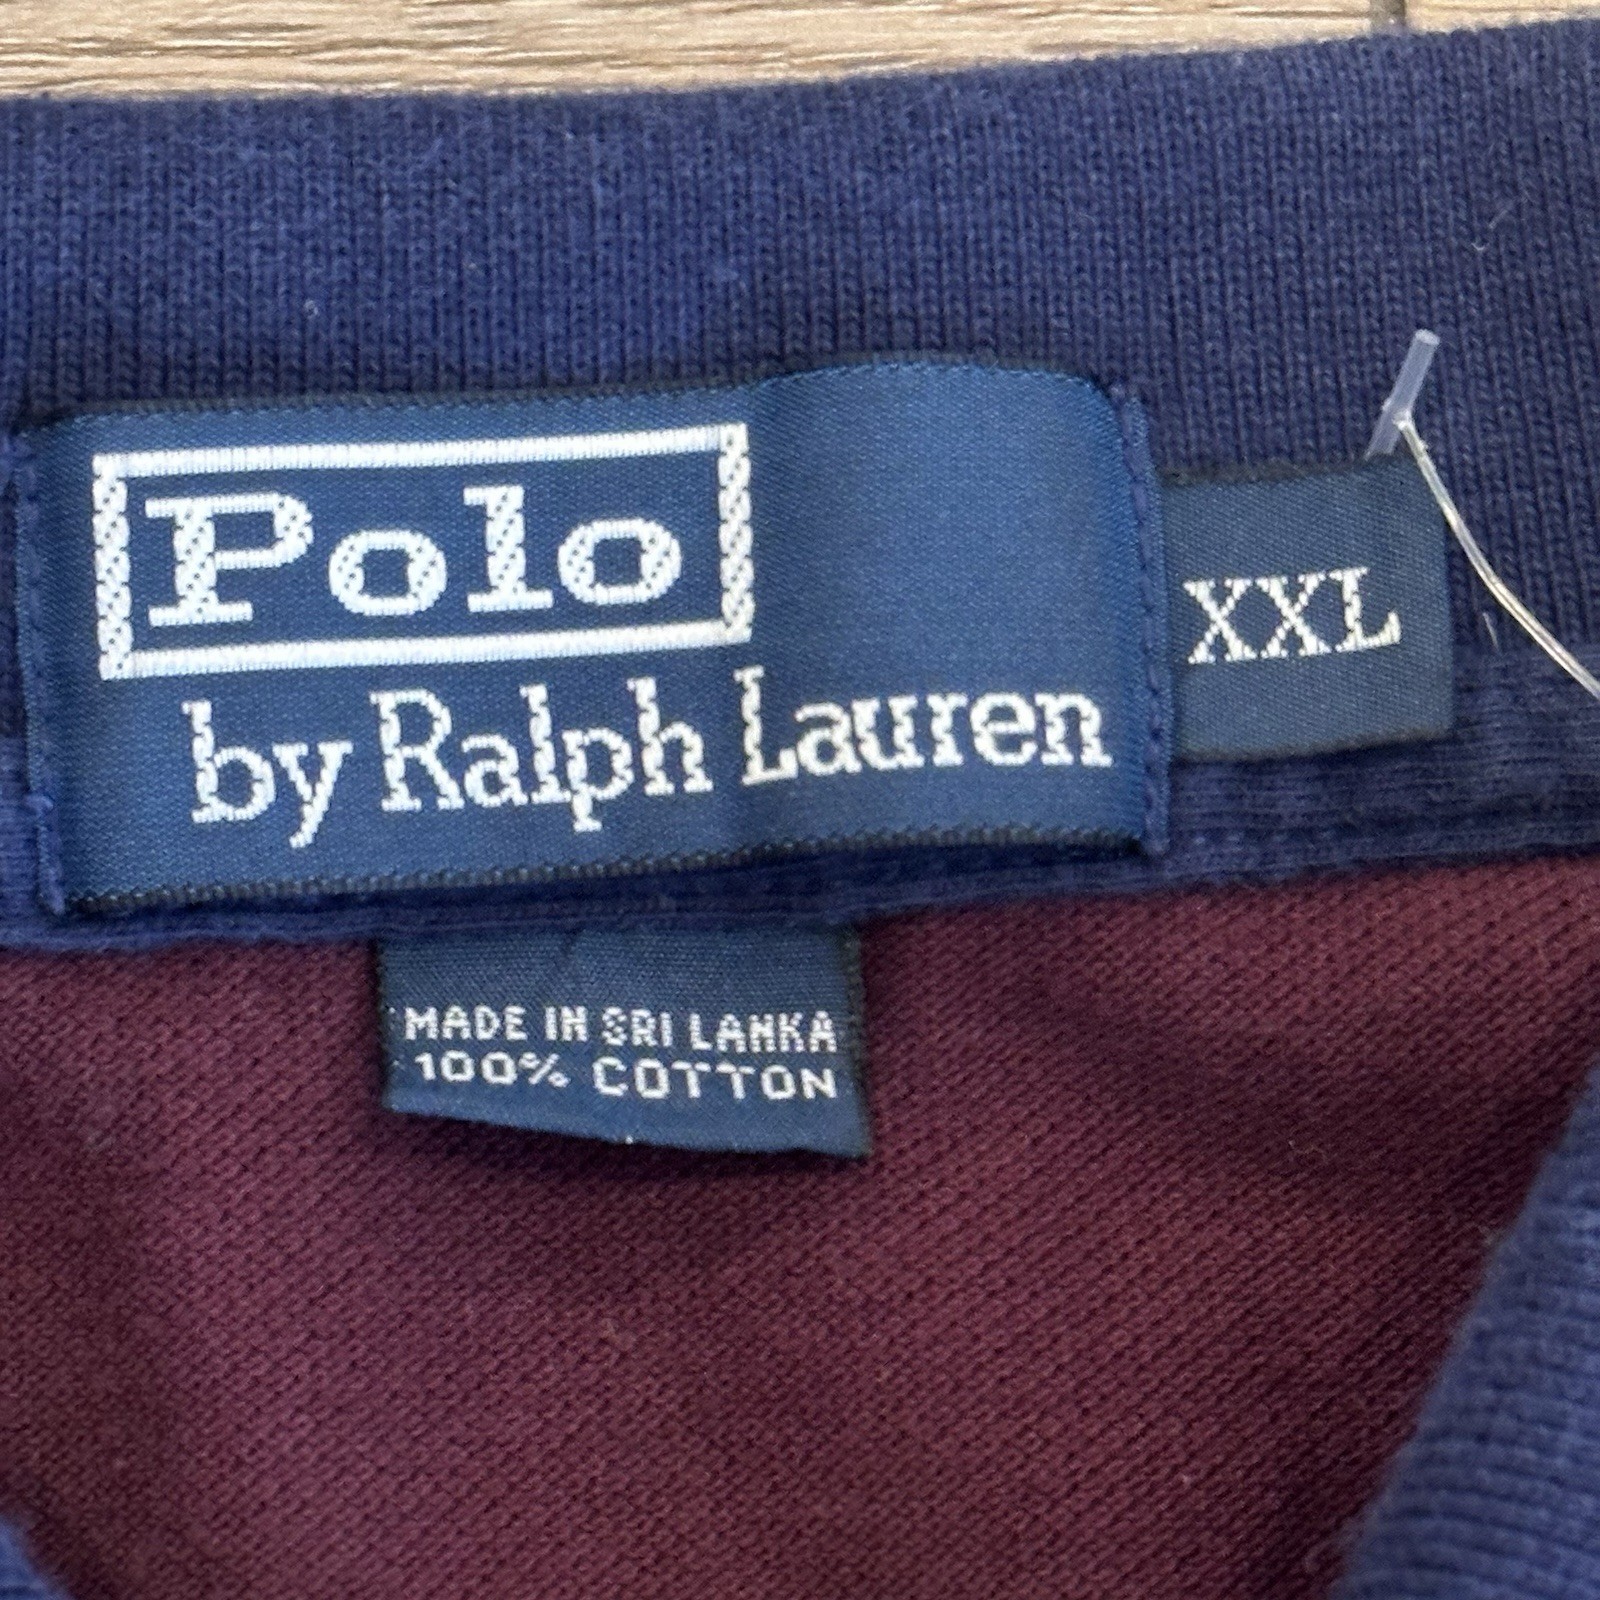 Polo
by Ralph Lauren
XXL
MADE IN SRI LANKA
100% COTTON